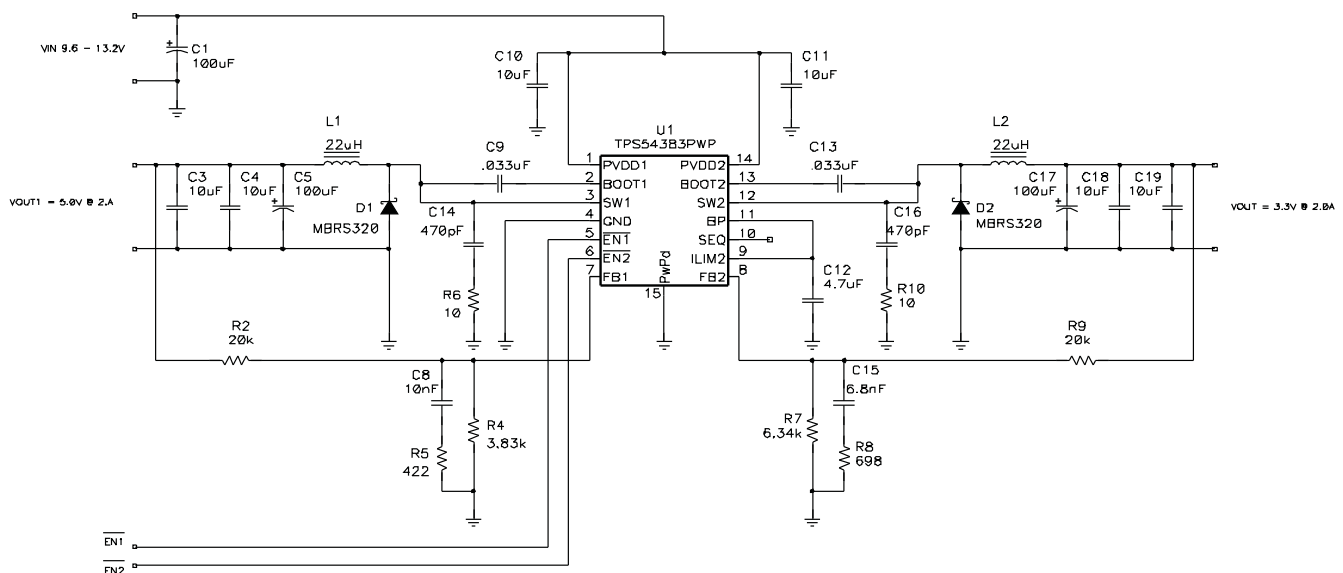 VIN 9.6 - 13.2V
C1
100uF
C10
10uF
C11
10uF
L1
22uH
C9
.033uF
U1
TPS54383PWP
C13
.033uF
L2
22uH
1
PVDD1
PVDD2
14
2
BOOT1
BOOT2
13
3
SW1
SW2
12
4
GND
BP
11
5
EN1
SEQ
10
6
EN2
ILIM2
9
7
FB1
FB2
8
PwPd
15
C3
10uF
C4
10uF
C5
100uF
D1
MBRS320
C14
470pF
C16
470pF
D2
MBRS320
C17
100uF
C18
10uF
C19
10uF
VOUT1 = 5.0V @ 2.A
VOUT = 3.3V @ 2.0A
R6
10
C12
4.7uF
R10
10
R2
20k
R9
20k
C8
10nF
C15
6.8nF
R4
3.83k
R5
422
R7
6.34k
R8
698
EN1
EN2